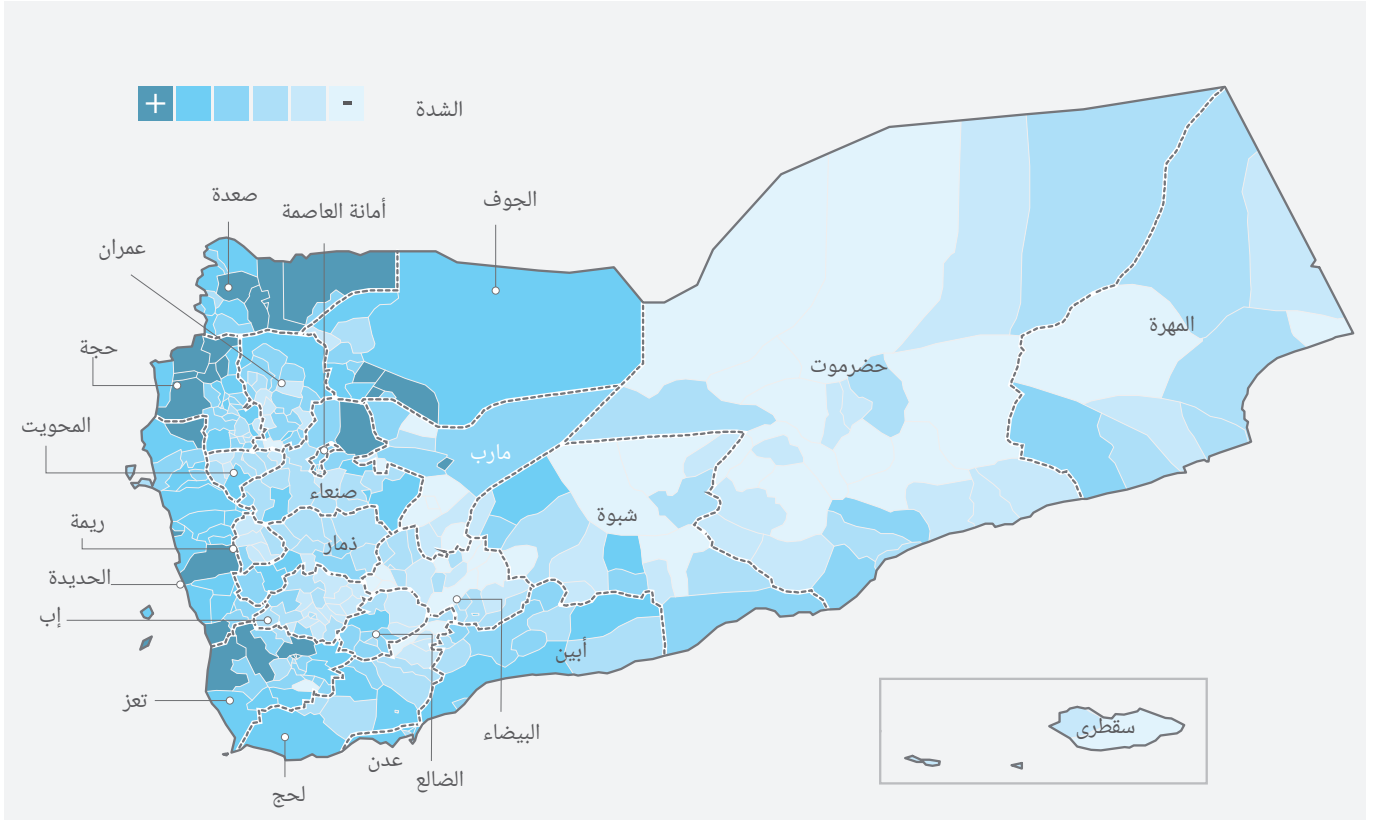 +
-
الشدة
صعدة
أمانة العاصمة
الجوف
عمران
حجة
المهرة
حضرموت
المحويت
مارب
صنعاء
شبوة
ريمة
ذمار
الحديدة
إب
أبين
تعز
البيضاء
سقطرى
عدن
الضالع
لحج